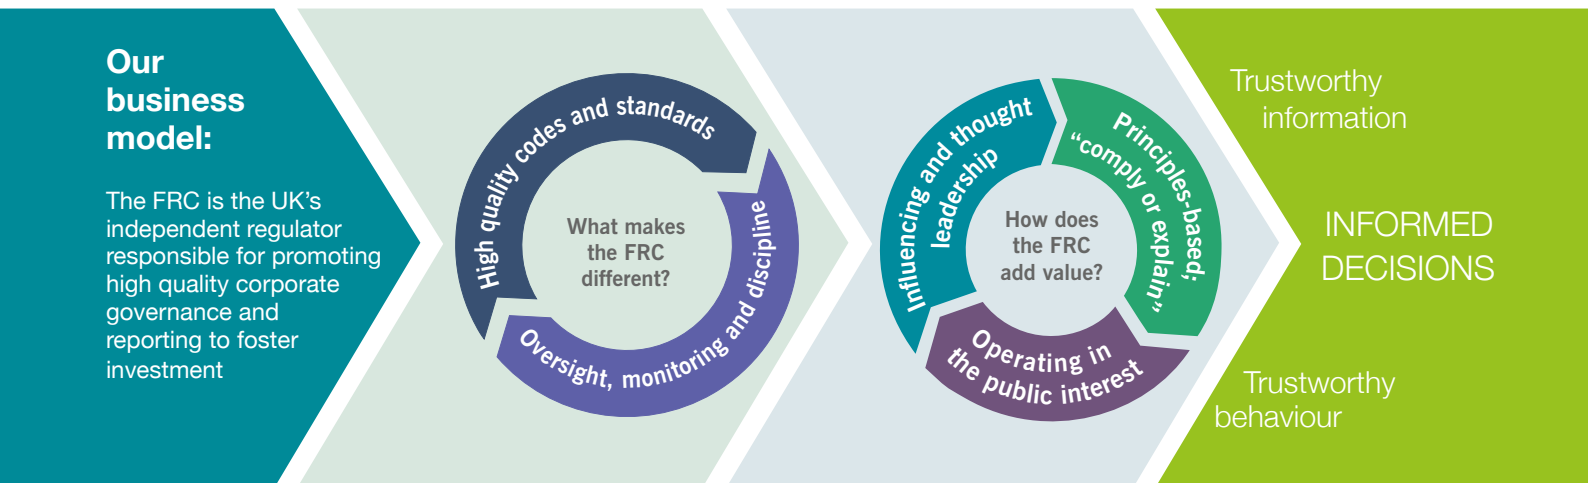 Our
business
model:
The FRC is the UK’s
independent regulator
responsible for promoting
high quality corporate
governance and
reporting to foster
investment
High quality codes and standards
What makes
the FRC
different?
Oversight, monitoring and discipline
Influencing and thought
leadership
Principles-based;
“comply or explain”
How does
the FRC
add value?
Operating in
the public interest
Trustworthy
information
INFORMED
DECISIONS
Trustworthy
behaviour